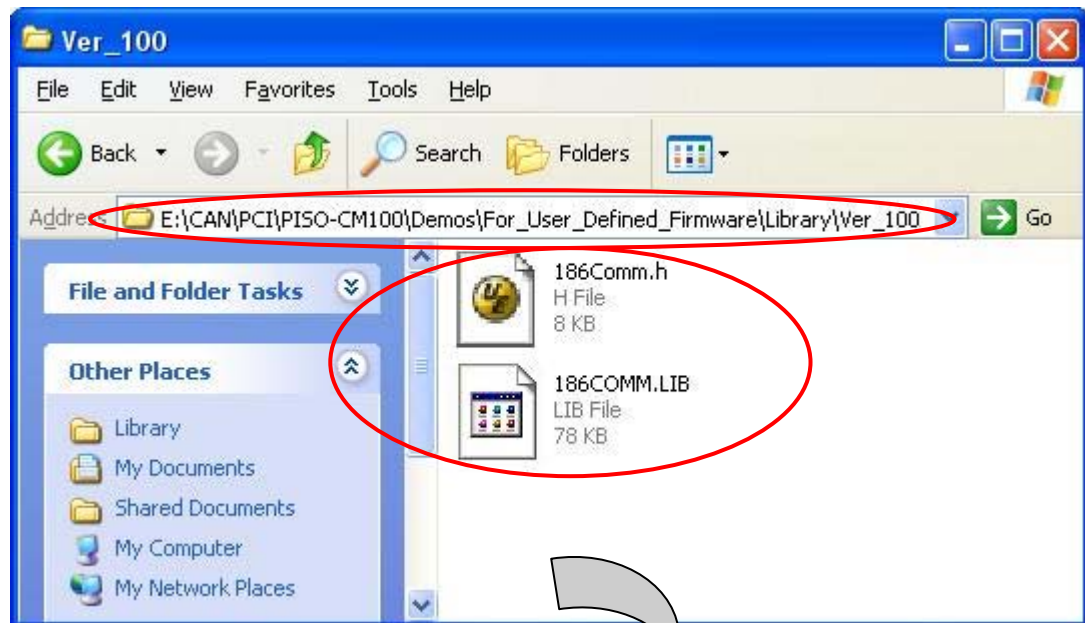 Ver_100
File Edit View Favorites Tools Help
Back Search Folders
Address E:\CAN\PCI\PISO-CM100\Demos\For_User_Defined_Firmware\Library\Ver_100 Go
File and Folder Tasks
Other Places
Library
My Documents
Shared Documents
My Computer
My Network Places
186Comm.h
H File
8 KB
186COMM.LIB
LIB File
78 KB